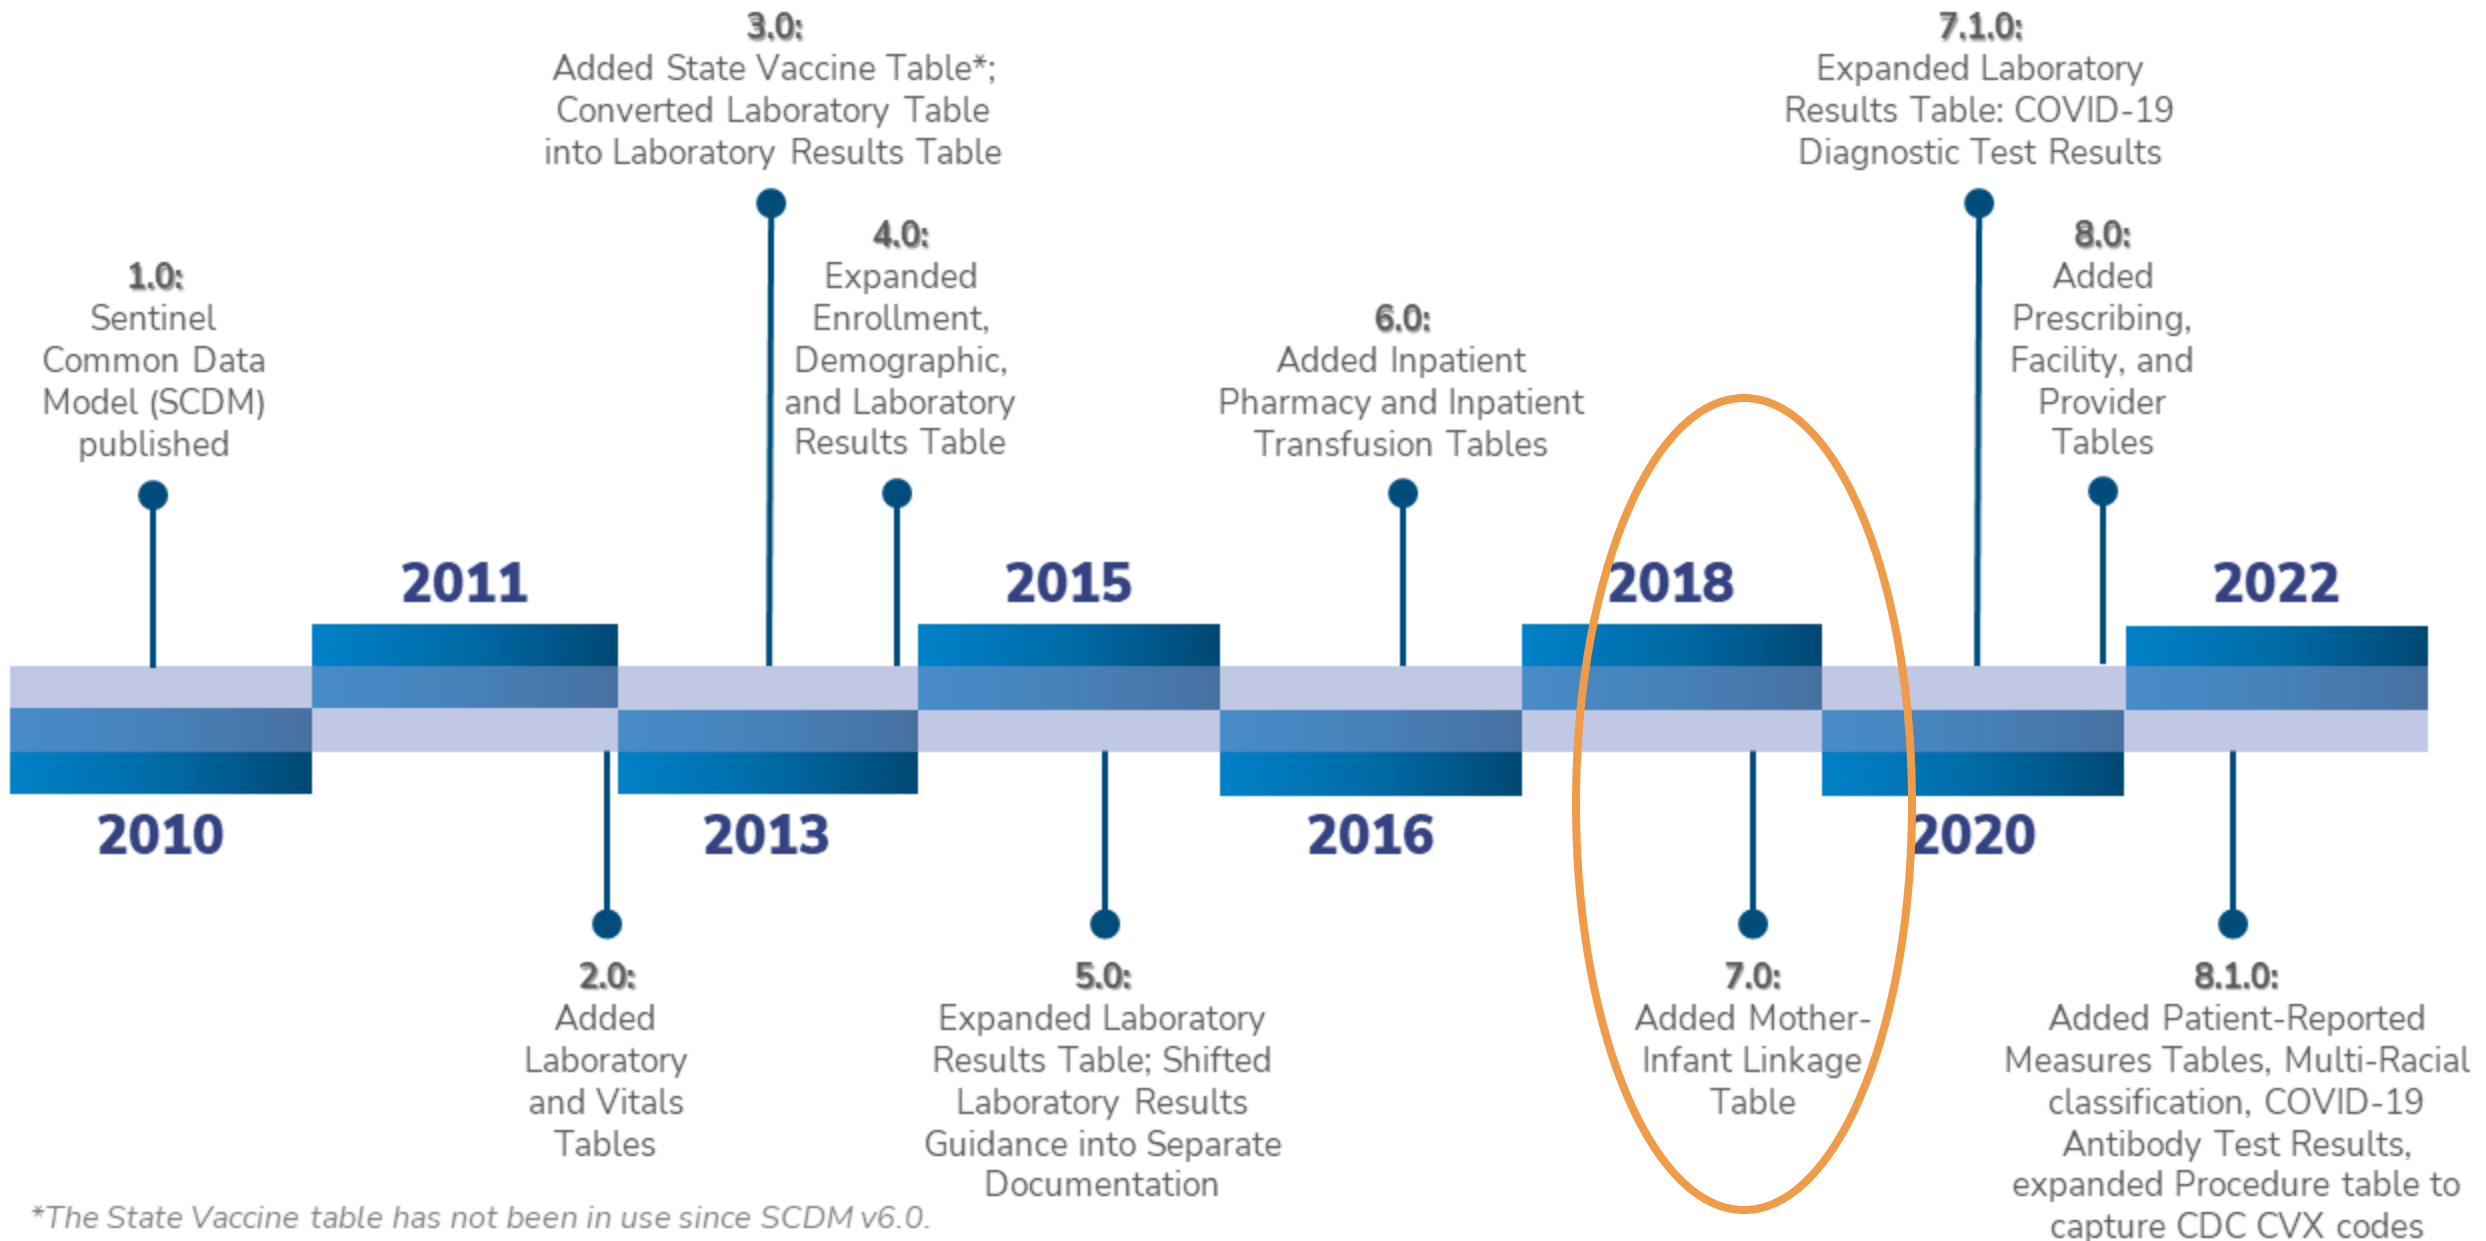 3.0:
Added State Vaccine Table*;
Converted Laboratory Table
into Laboratory Results Table
7.1.0:
Expanded Laboratory
Results Table: COVID-19
Diagnostic Test Results
1.0:
Sentinel
Common Data
Model (SCDM)
published
4.0:
Expanded
Enrollment,
Demographic,
and Laboratory
Results Table
6.0:
Added Inpatient
Pharmacy and Inpatient
Transfusion Tables
8.0:
Added
Prescribing,
Facility, and
Provider
Tables
2011
2015
2018
2022
2010
2013
2016
2020
2.0:
Added
Laboratory
and Vitals
Tables
5.0:
Expanded Laboratory
Results Table; Shifted
Laboratory Results
Guidance into Separate
Documentation
7.0:
Added Mother-
Infant Linkage
Table
8.1.0:
Added Patient-Reported
Measures Tables, Multi-Racial
classification, COVID-19
Antibody Test Results,
expanded Procedure table to
capture CDC CVX codes
*The State Vaccine table has not been in use since SCDM v6.0.